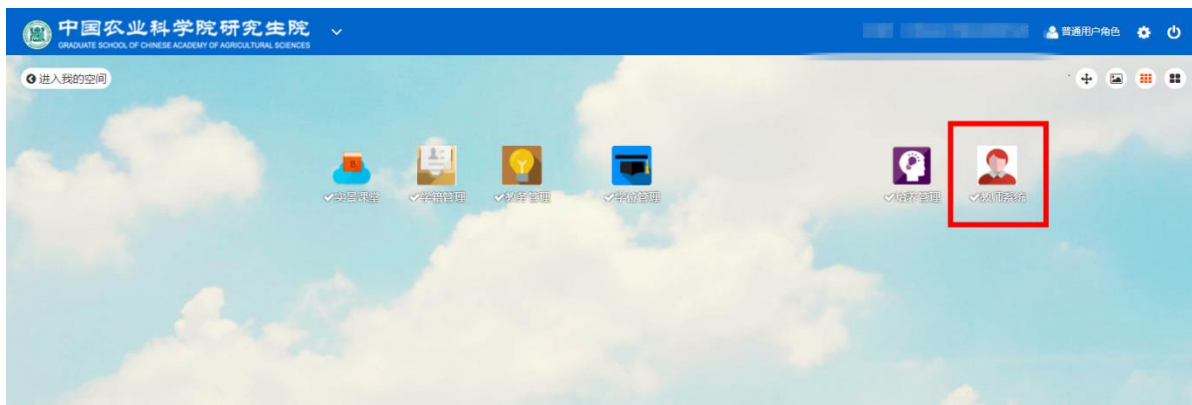 中国农业科学院研究生院
GRADUATE SCHOOL OF CHINESE ACADEMY OF AGRICULTURAL SCIENCES
普通用户角色
进入我的空间
学籍管理
教务管理
学位管理
培养管理
教师系统